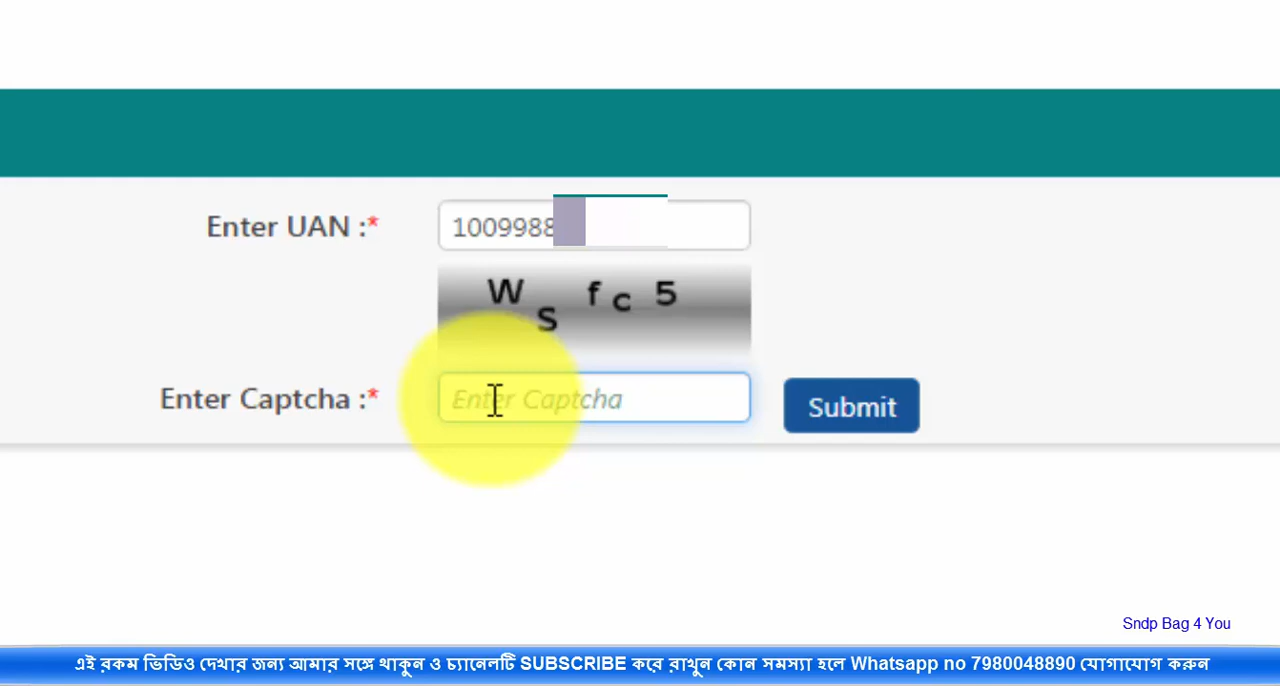 Enter UAN :*
1009988
W S f c 5
Enter Captcha :*
Enter Captcha
Submit
Sndp Bag 4 You
এই রকম ভিডিও দেখার জন্য আমার সঙ্গে থাকুন ও চ্যানেলটি SUBSCRIBE করে রাখুন কোন সমস্যা হলে Whatsapp no 7980048890 যোগাযোগ করুন